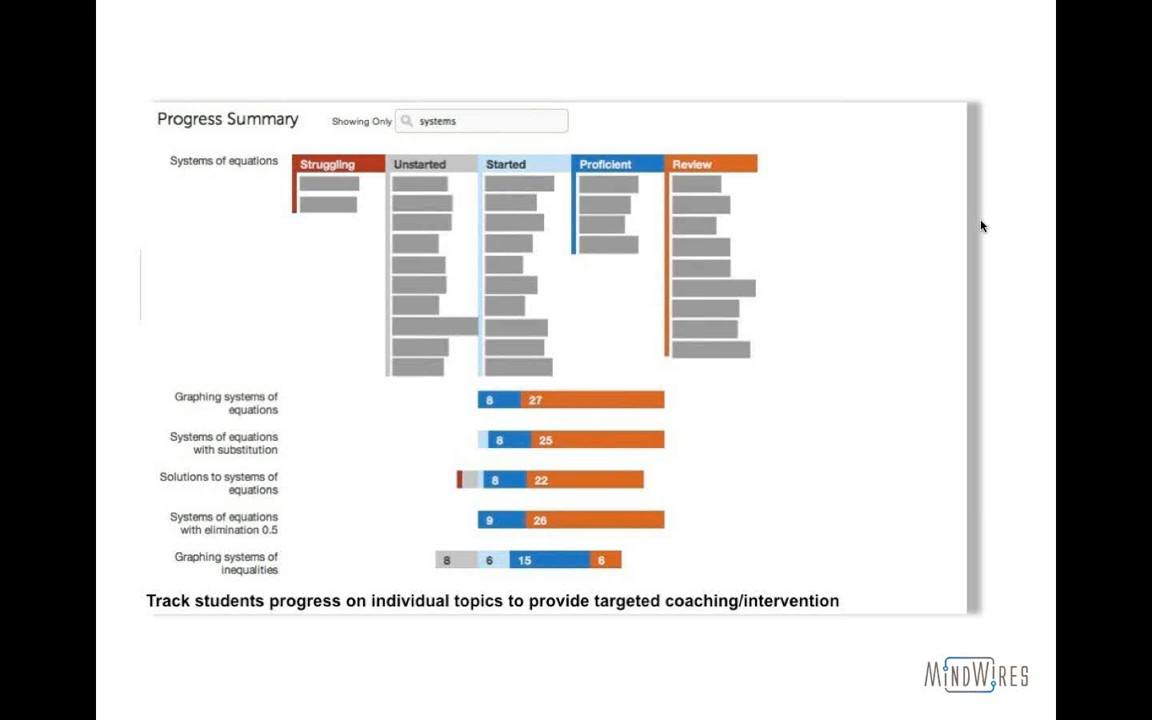 Progress Summary
Showing Only
systems
Systems of equations
Struggling
Unstarted
Started
Proficient
Review
Graphing systems of
equations
8
27
Systems of equations
with substitution
8
25
Solutions to systems of
equations
8
22
Systems of equations
with elimination 0.5
9
26
Graphing systems of
inequalities
8
6
15
6
Track students progress on individual topics to provide targeted coaching/intervention
MINDWIRES